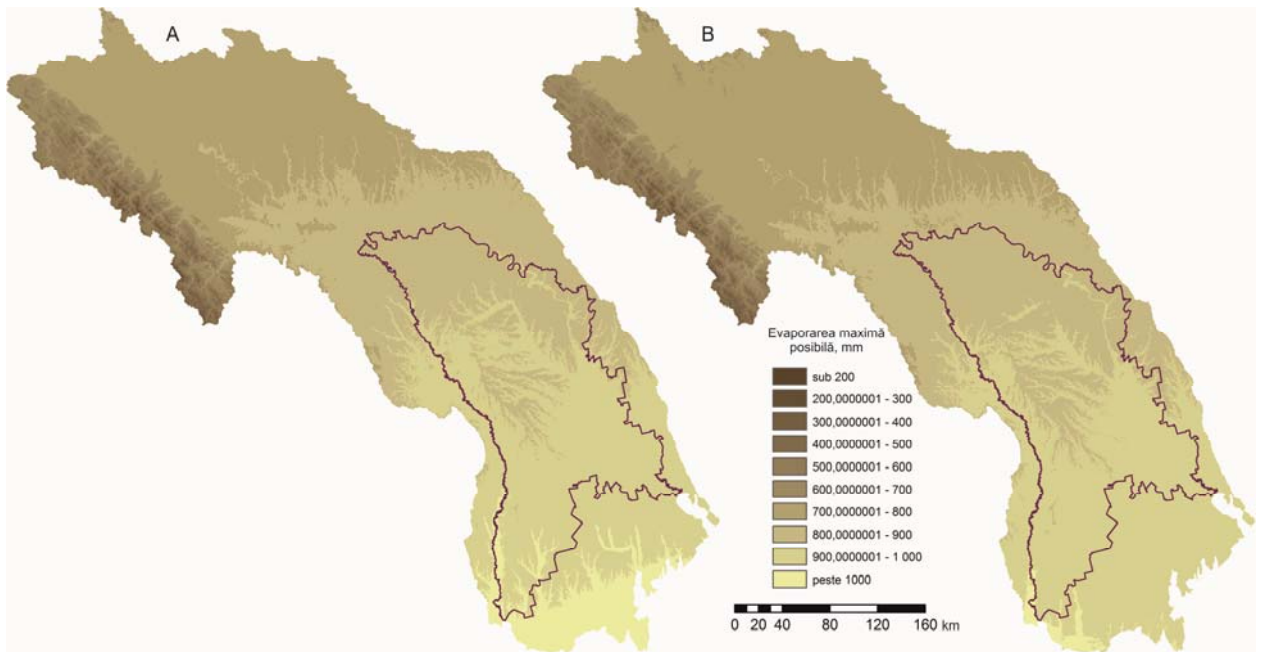 A
B
Evaporarea maximă
posibilă, mm
sub 200
200,0000001 - 300
300,0000001 - 400
400,0000001 - 500
500,0000001 - 600
600,0000001 - 700
700,0000001 - 800
800,0000001 - 900
900,0000001 - 1 000
peste 1000
0 20 40 80 120 160 km